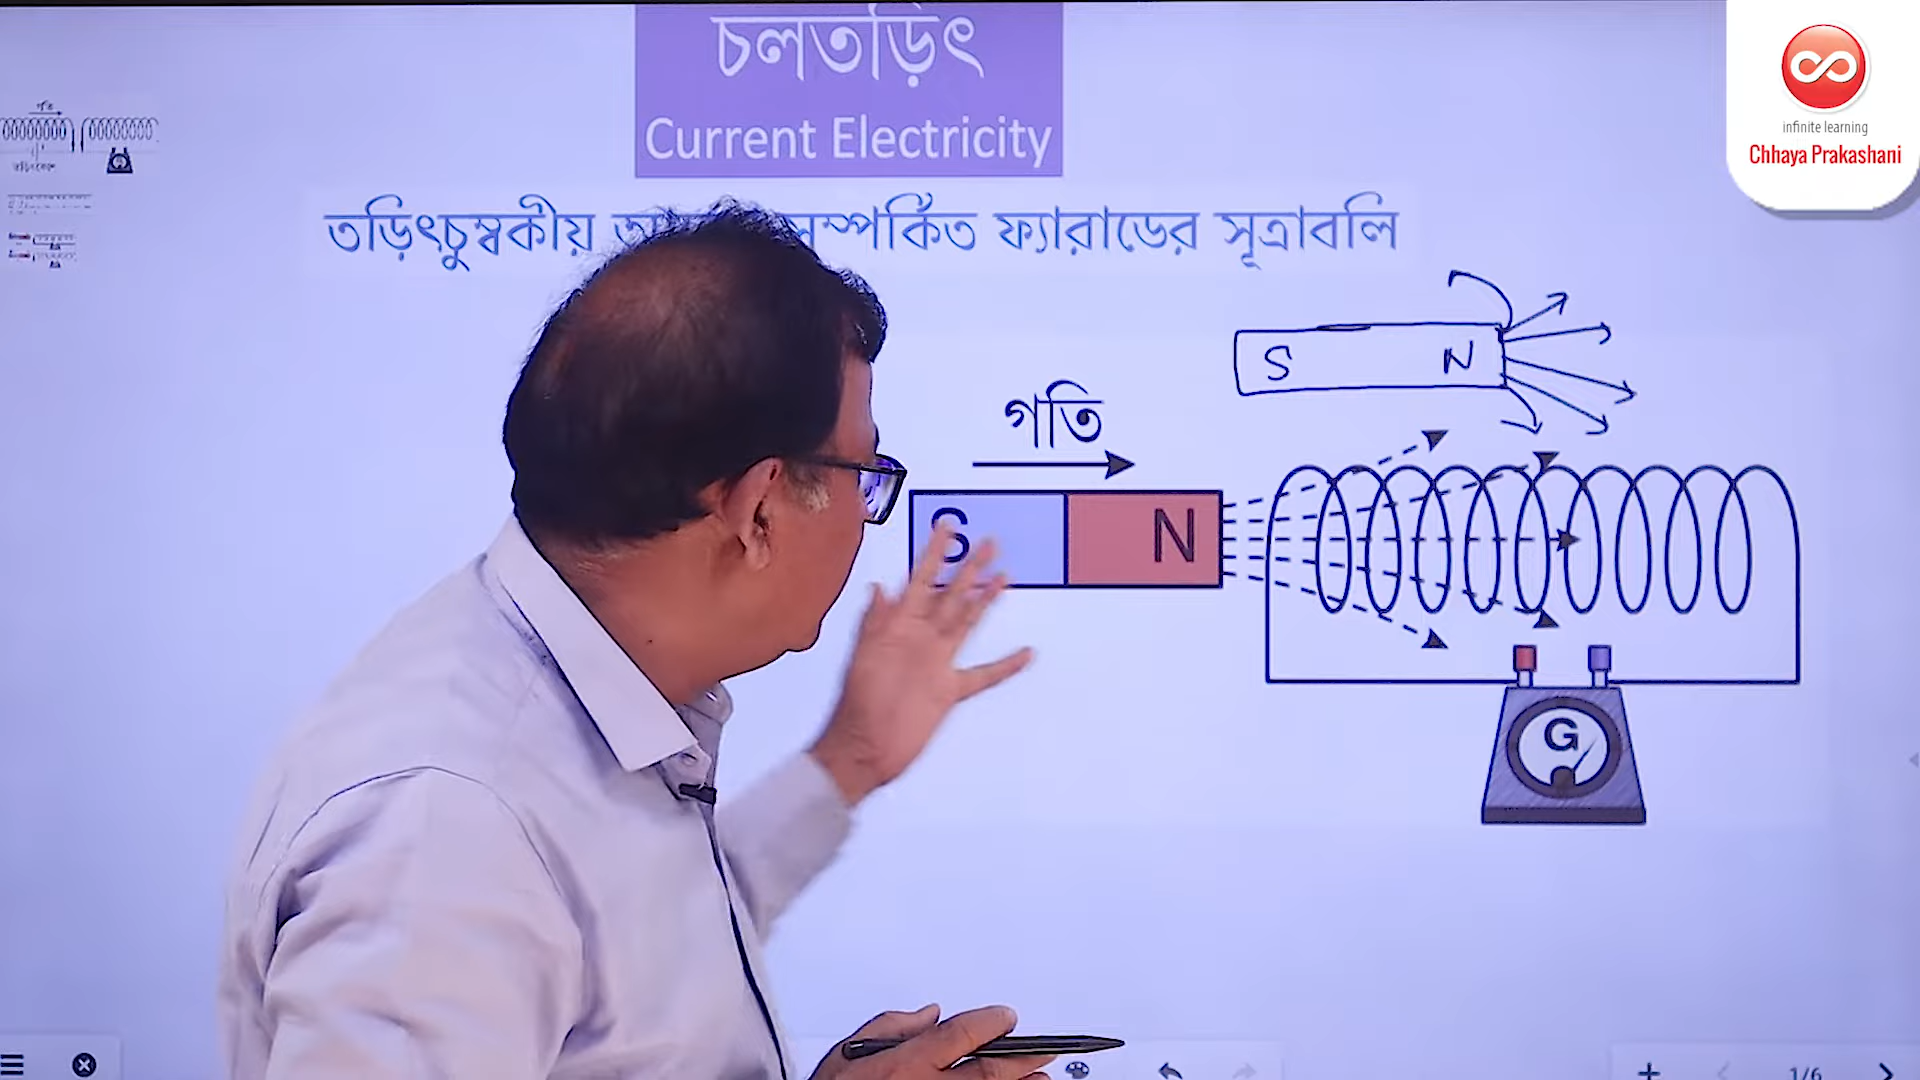 চলতড়িৎ
Current Electricity
infinite learning
Chhaya Prakashani
তড়িৎচুম্বকীয় সম্পর্কিত ফ্যারাডের সূত্রাবলি
S N
গতি
S N
G
1/6